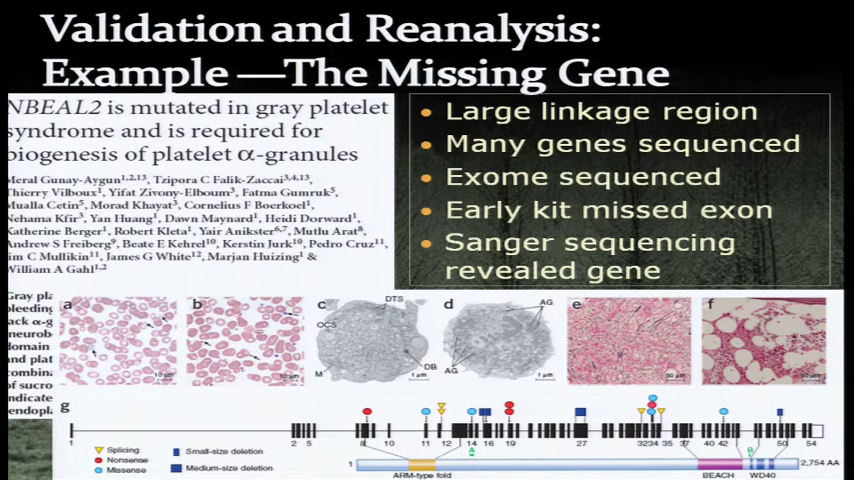 Validation and Reanalysis:
Example —The Missing Gene
NBEAL2 is mutated in gray platelet
syndrome and is required for
biogenesis of platelet α-granules
Meral Gunay-Aygun1,2,13, Tzipora C Falik-Zaccai3,4,13,
Thierry Vilboux1, Yifat Zivony-Elboum3, Fatma Gumruk5,
Mualla Cetin5, Morad Khayat3, Cornelius F Boerkoel1,
Nehama Kfir3, Yan Huang1, Dawn Maynard1, Heidi Dorward1,
Katherine Berger1, Robert Kleta1, Yair Anikster6,7, Mutlu Arat8,
Andrew S Freiberg9, Beate E Kehrel10, Kerstin Jurk10, Pedro Cruz11,
Jim C Mullikin11, James G White12, Marjan Huizing1 &
William A Gahl1,2
• Large linkage region
• Many genes sequenced
• Exome sequenced
• Early kit missed exon
• Sanger sequencing
revealed gene
Gray pla
bleeding
lack α-g
neurob
domain
and plat
combina
of sucro
indicate
endopla
a b c d e f
DTS
OCS
M
DB
AG
AG
10 µm 10 µm 1 µm 1 µm 50 µm
g
1 2 5 8 10 11 12 14 16 19 27 32 34 35 37 40 42 50 54
Splicing
Nonsense
Missense
Small-size deletion
Medium-size deletion
A
B
1
2,754 AA
ARM-type fold
BEACH
WD40